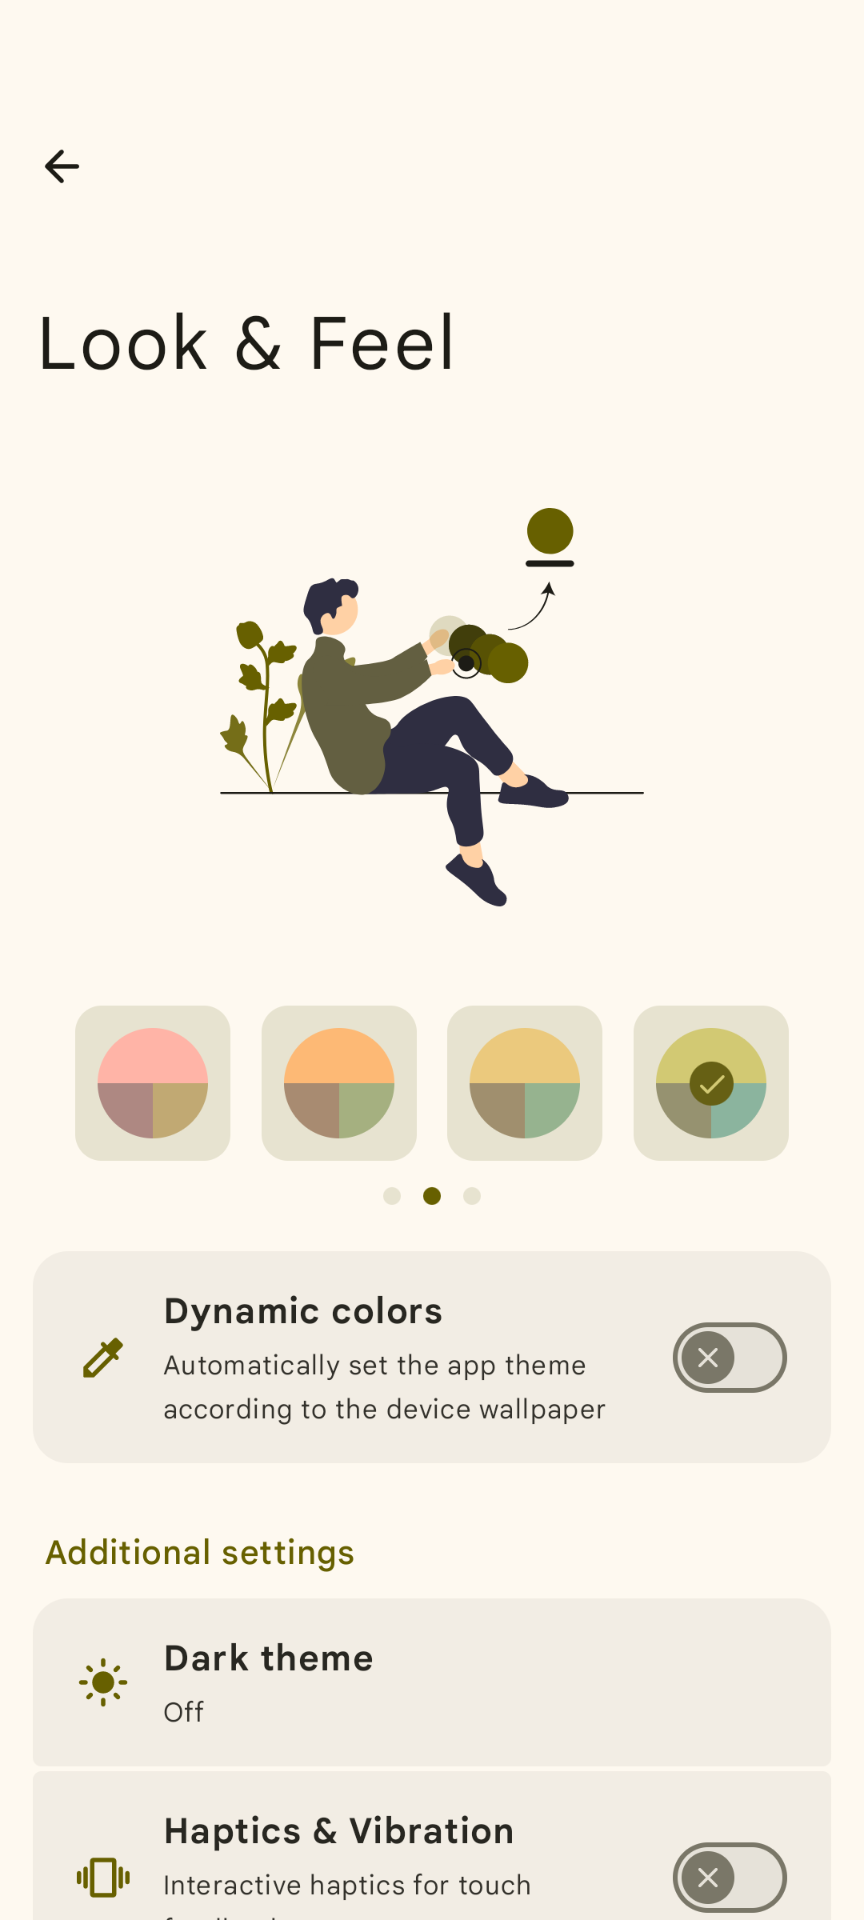 Look & Feel
Dynamic colors
Automatically set the app theme
according to the device wallpaper
Additional settings
Dark theme
Off
Haptics & Vibration
Interactive haptics for touch